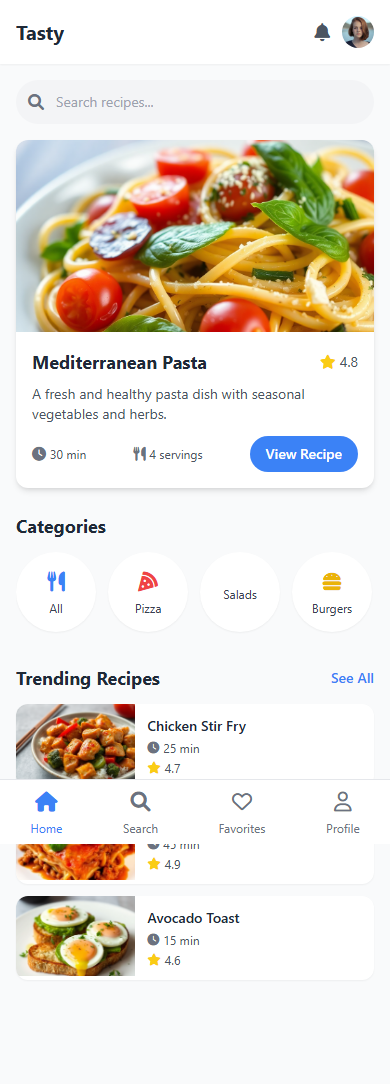 Tasty
Search recipes...
Mediterranean Pasta
4.8
A fresh and healthy pasta dish with seasonal
vegetables and herbs.
30 min
4 servings
View Recipe
Categories
All
Pizza
Salads
Burgers
Trending Recipes
See All
Chicken Stir Fry
25 min
4.7
Home
Search
Favorites
Profile
45 min
4.9
Avocado Toast
15 min
4.6